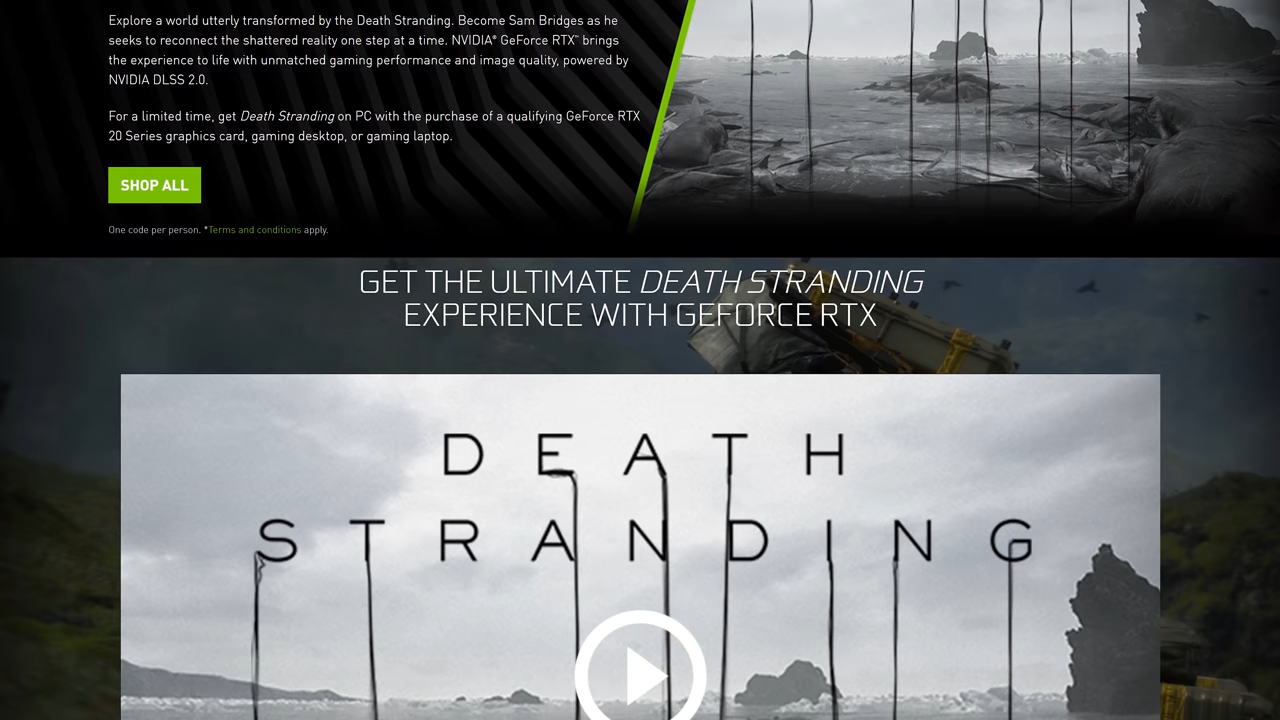 Explore a world utterly transformed by the Death Stranding. Become Sam Bridges as he
seeks to reconnect the shattered reality one step at a time. NVIDIA® GeForce RTX™ brings
the experience to life with unmatched gaming performance and image quality, powered by
NVIDIA DLSS 2.0.
For a limited time, get Death Stranding on PC with the purchase of a qualifying GeForce RTX
20 Series graphics card, gaming desktop, or gaming laptop.
SHOP ALL
One code per person. *Terms and conditions apply.
GET THE ULTIMATE DEATH STRANDING
EXPERIENCE WITH GEFORCE RTX
DEATH
STRANDING